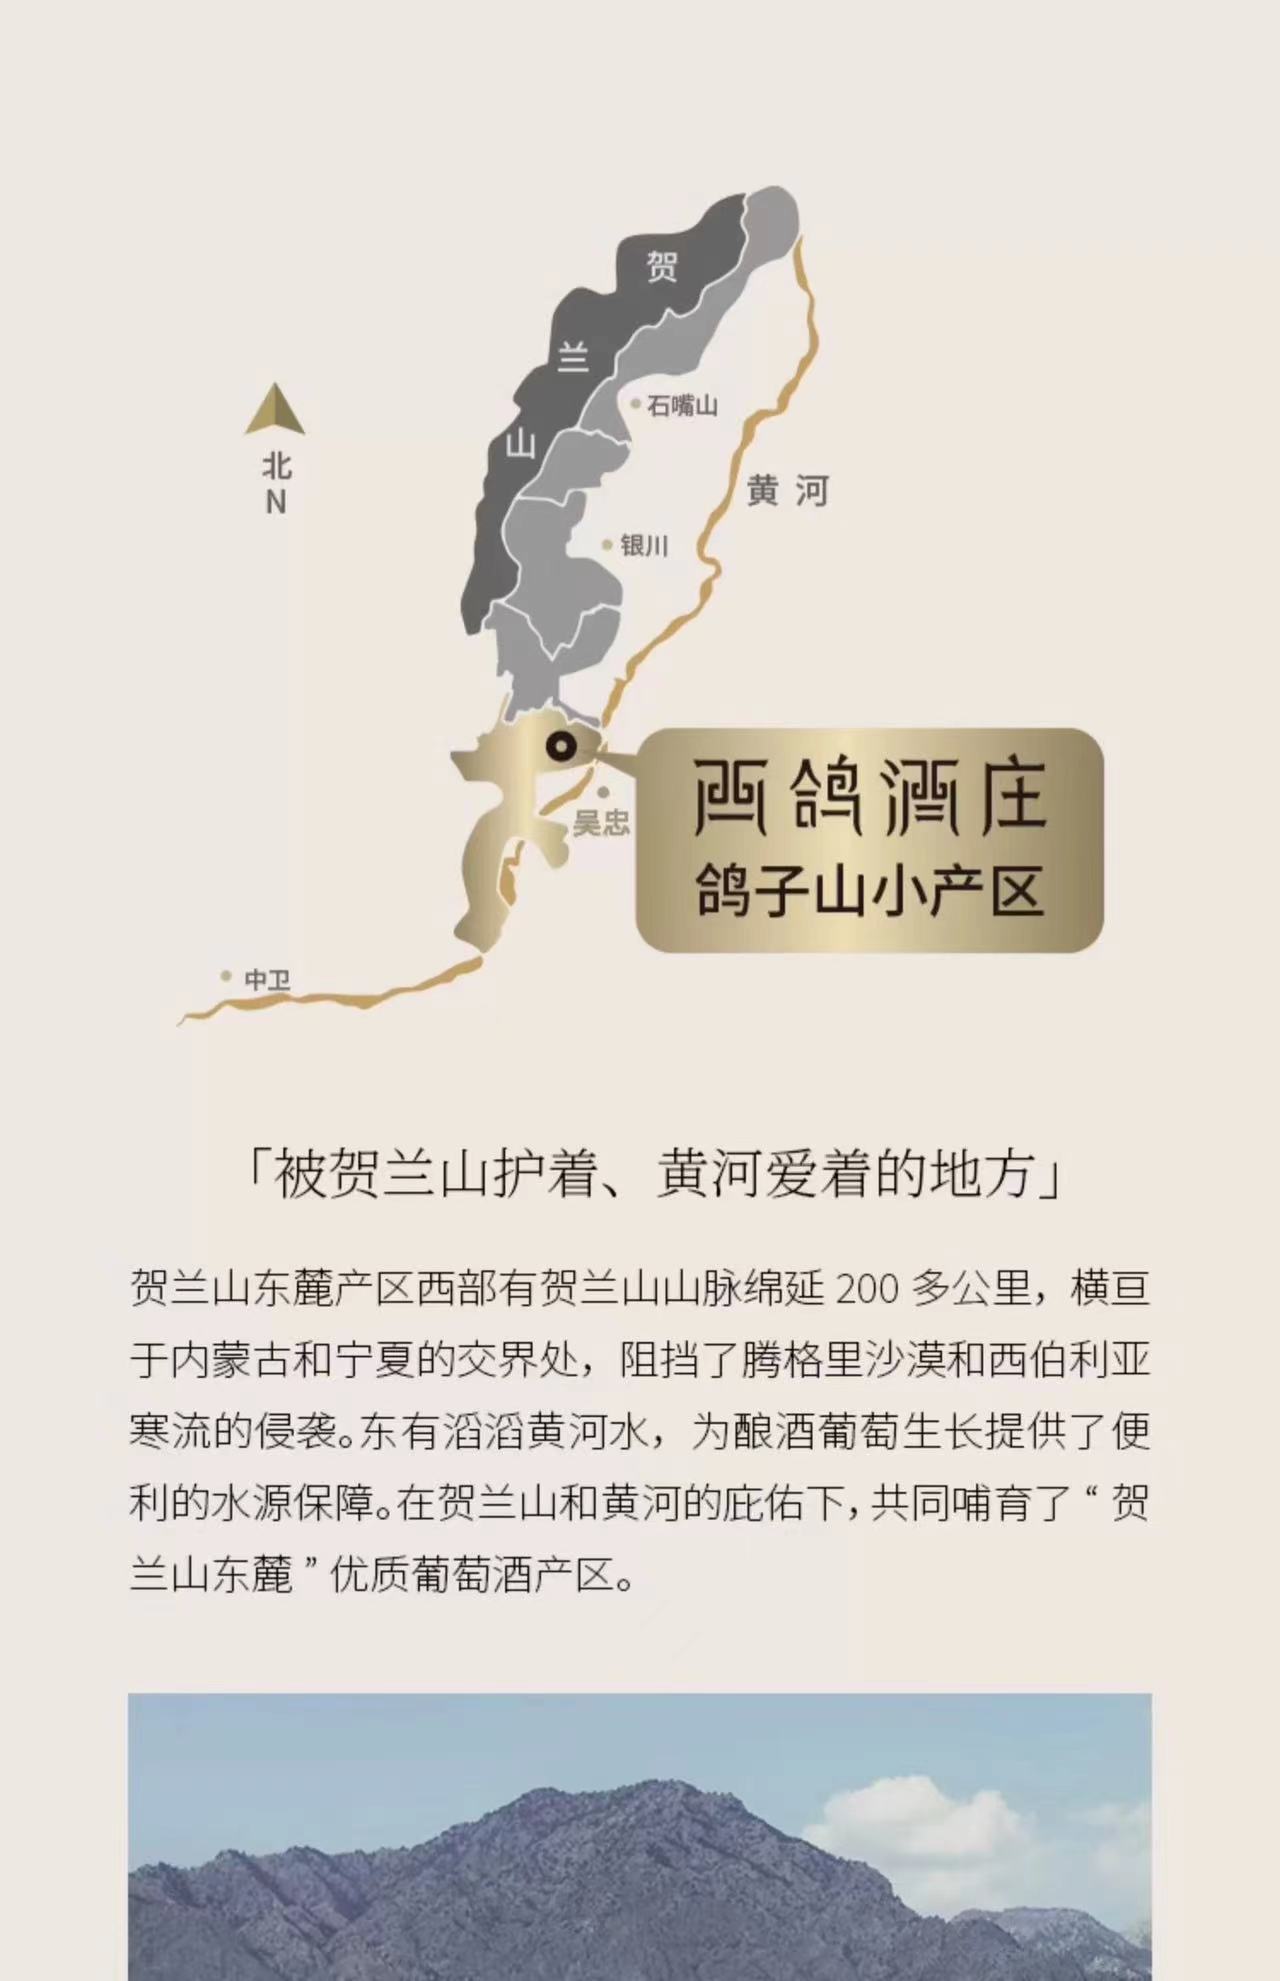 贺
兰
山
石嘴山
北
N
黄河
银川
西鸽酒庄
鸽子山小产区
吴忠
中卫
「被贺兰山护着、黄河爱着的地方」
贺兰山东麓产区西部有贺兰山山脉绵延 200 多公里，横亘
于内蒙古和宁夏的交界处，阻挡了腾格里沙漠和西伯利亚
寒流的侵袭。东有滔滔黄河水，为酿酒葡萄生长提供了便
利的水源保障。在贺兰山和黄河的庇佑下，共同哺育了“贺
兰山东麓”优质葡萄酒产区。